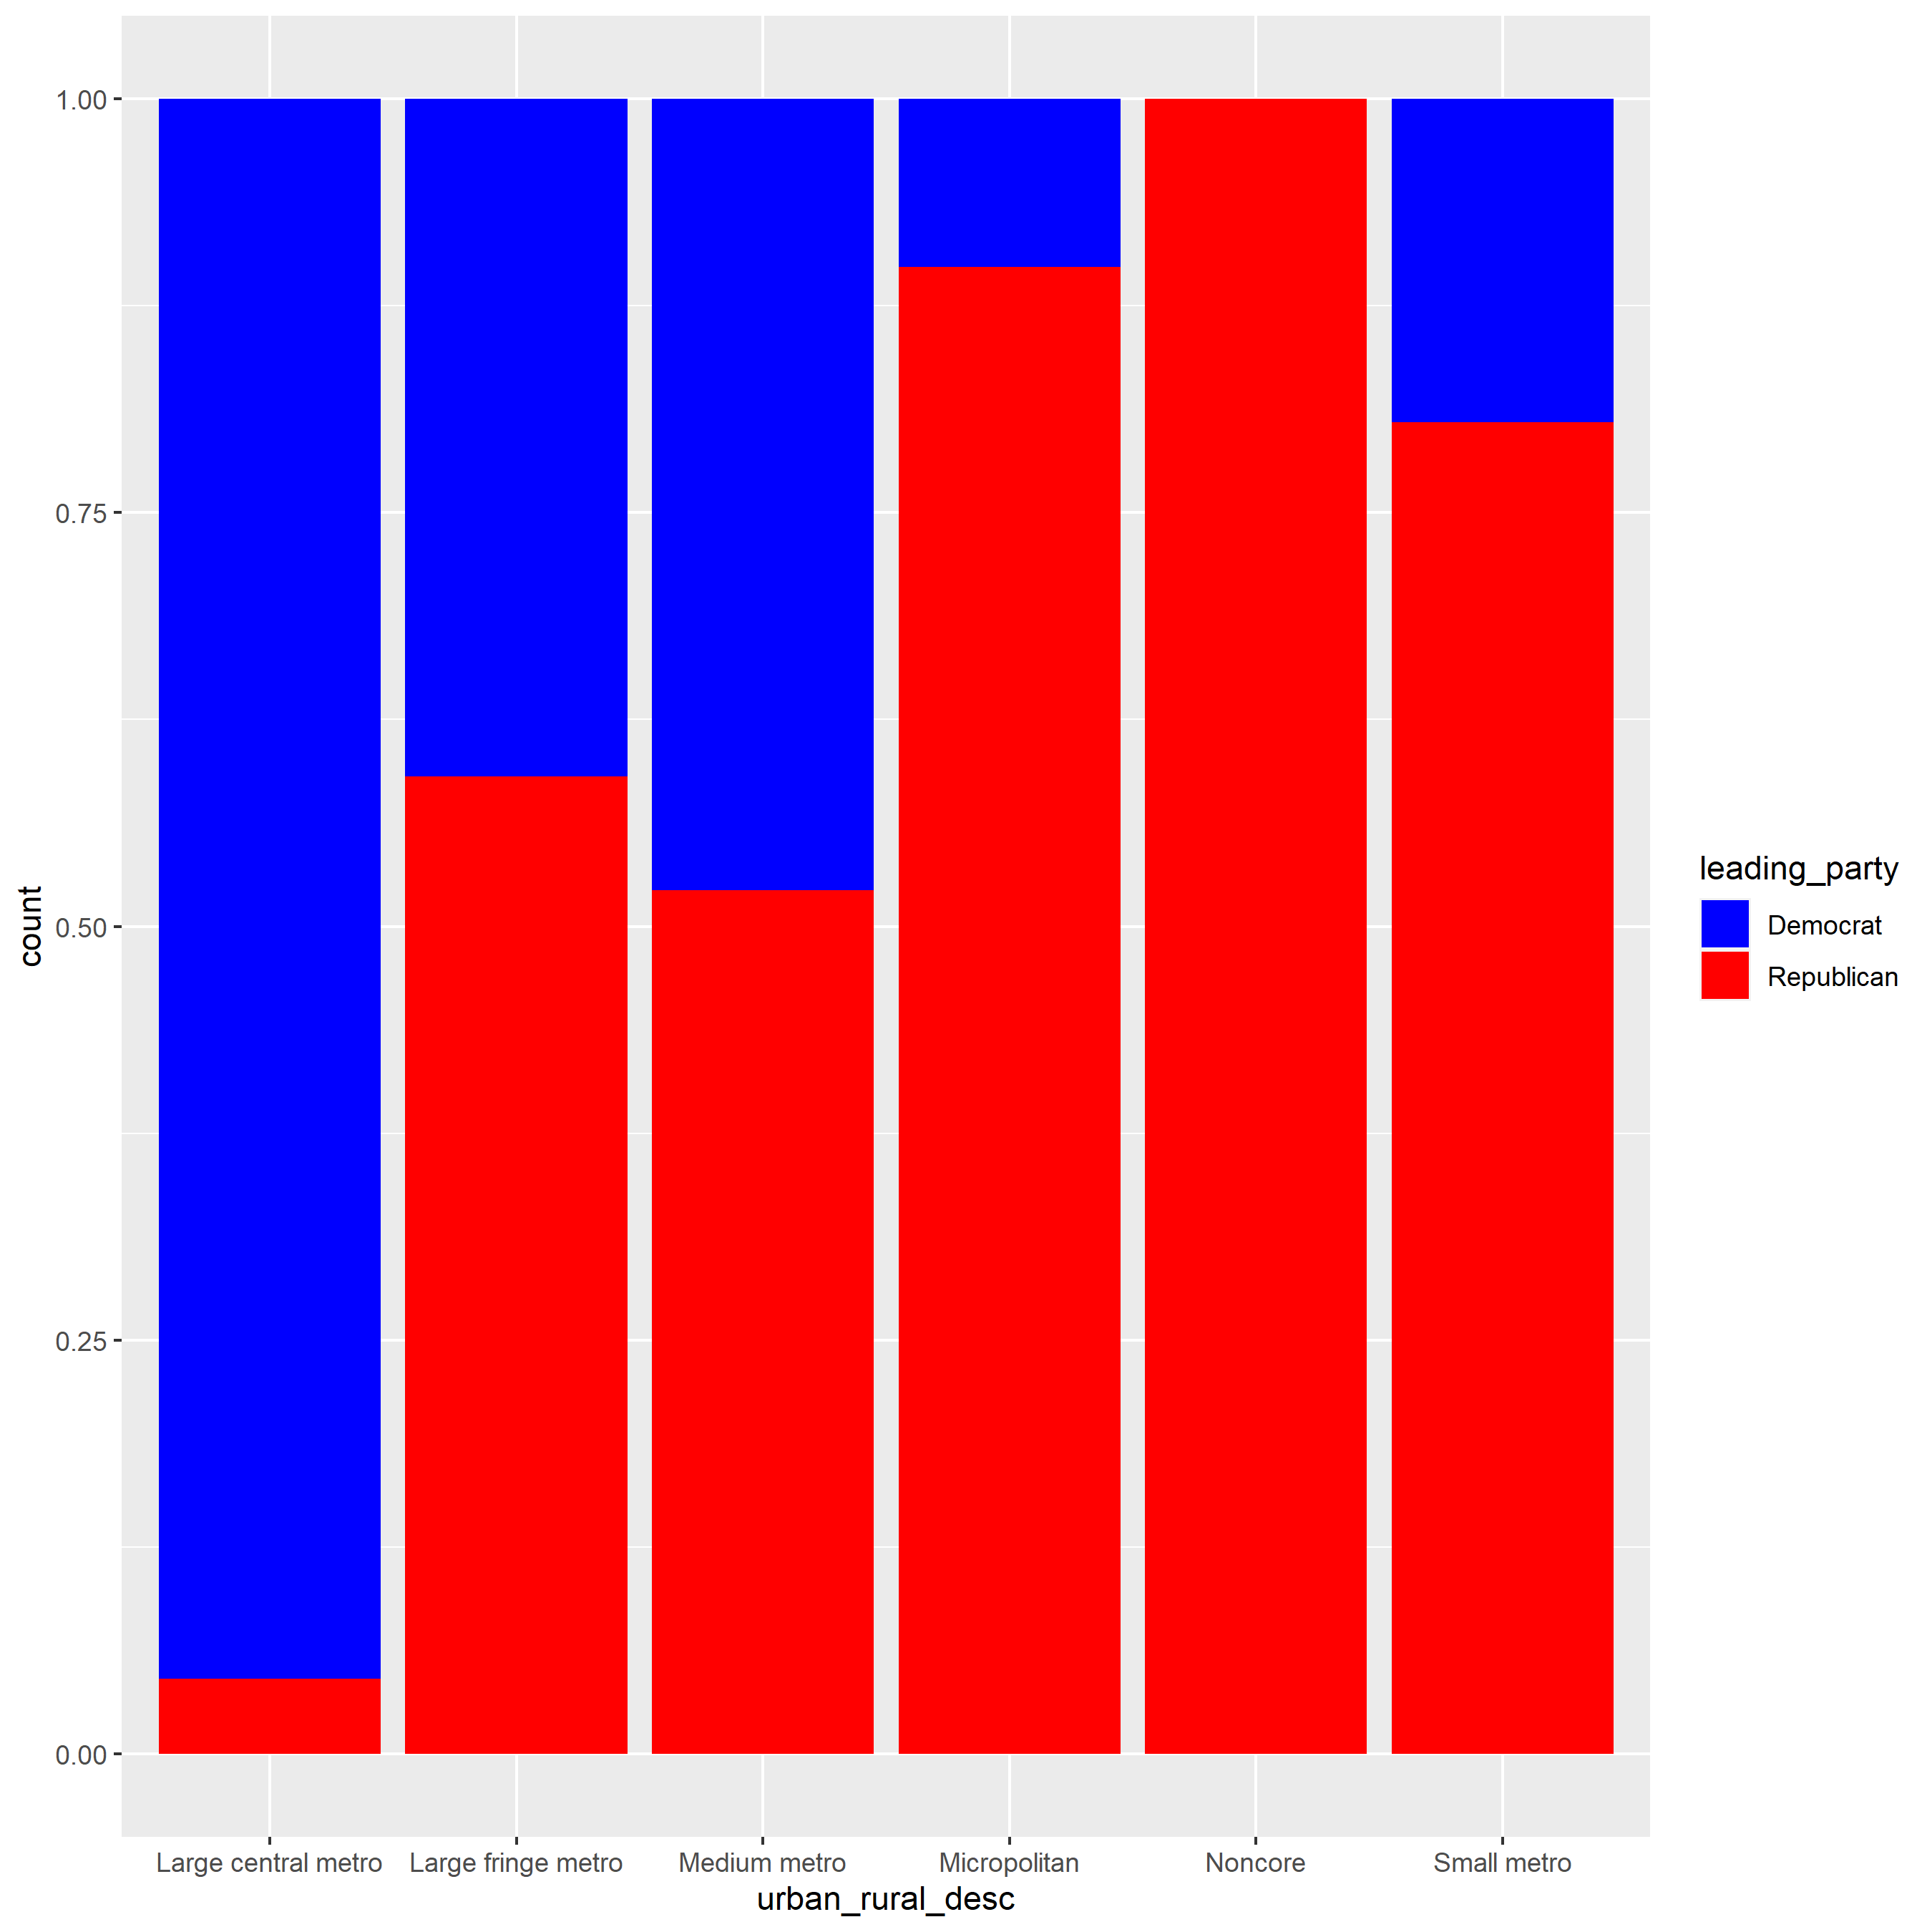 1.00
0.75
0.50
0.25
0.00
count
Large central metro
Large fringe metro
Medium metro
Micropolitan
Noncore
Small metro
urban_rural_desc
leading_party
Democrat
Republican